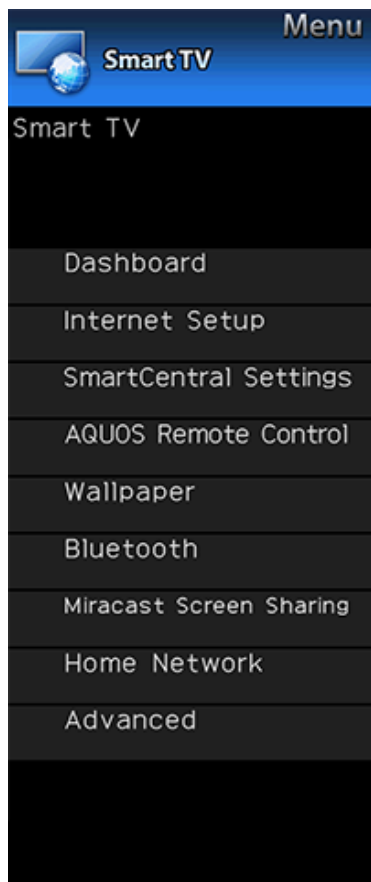 Menu
Smart TV
Smart TV
Dashboard
Internet Setup
SmartCentral Settings
AQUOS Remote Control
Wallpaper
Bluetooth
Miracast Screen Sharing
Home Network
Advanced